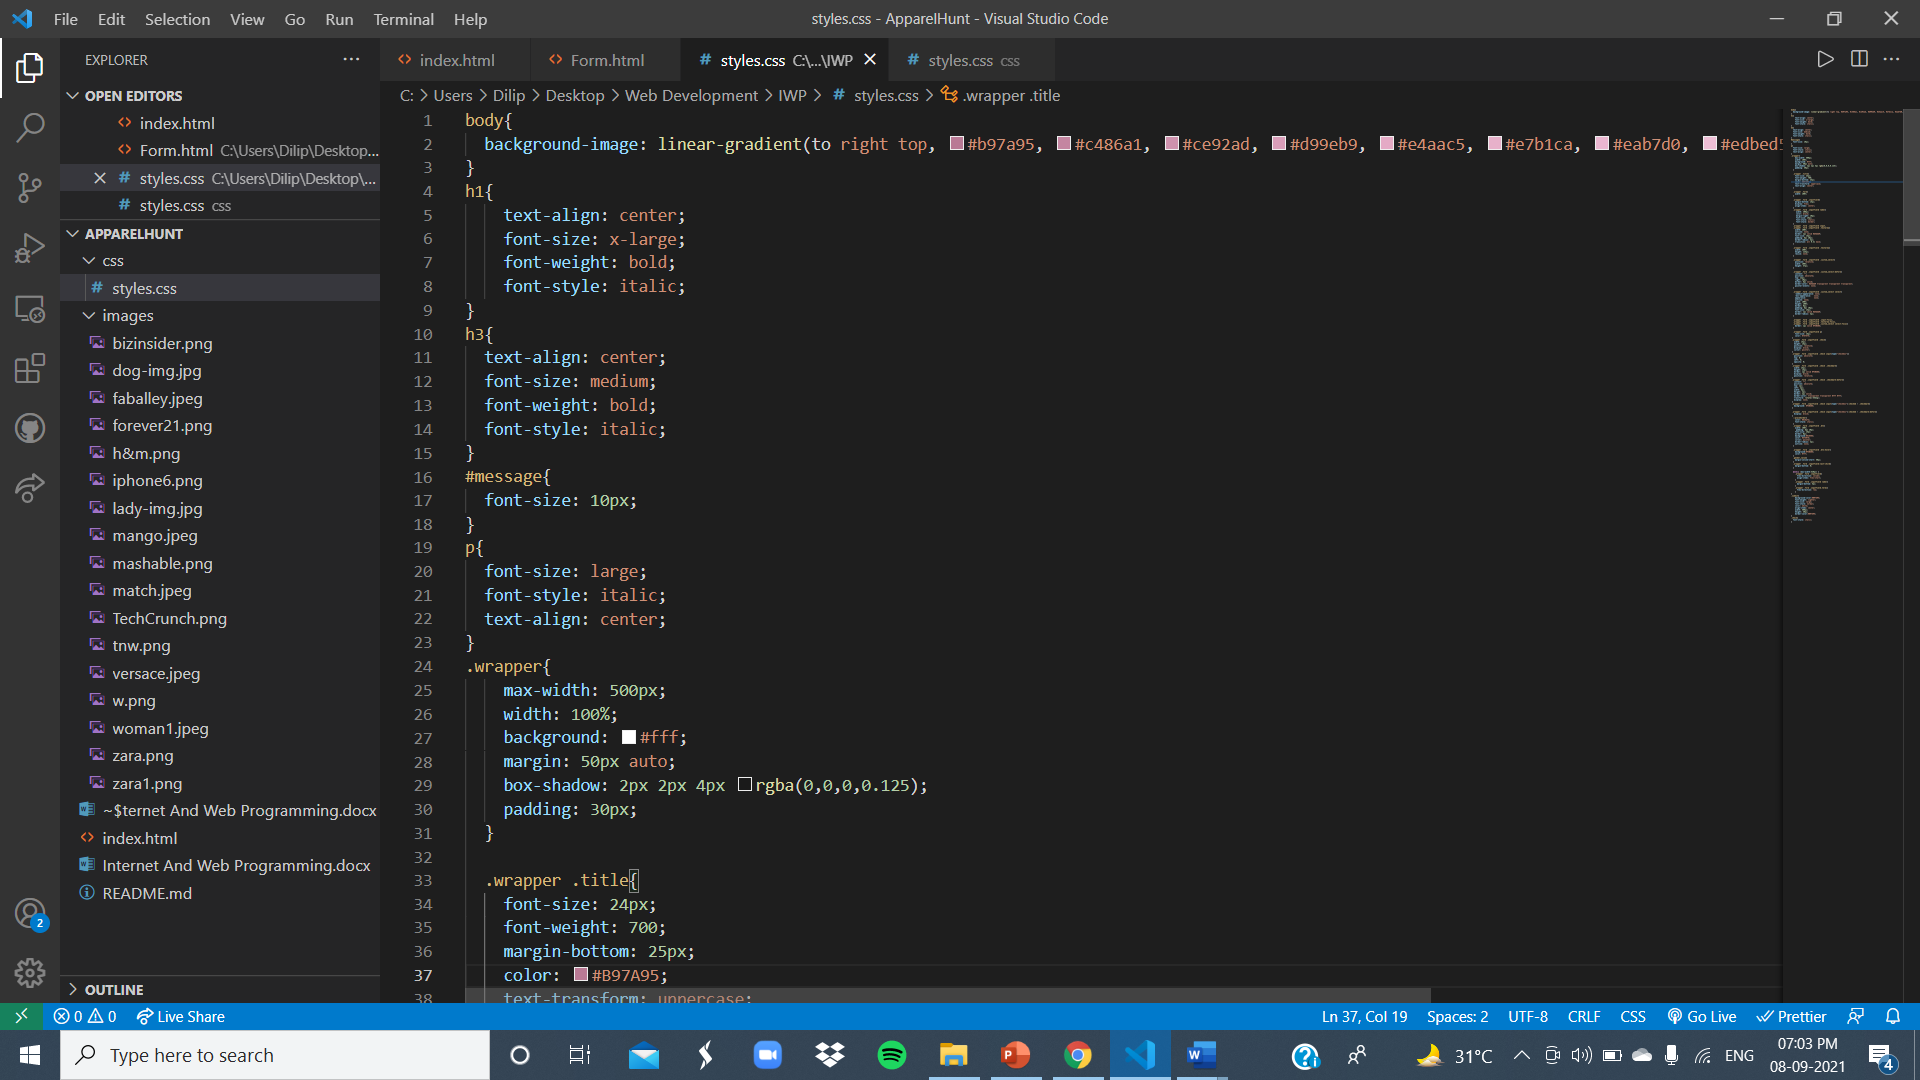 File Edit Selection View Go Run Terminal Help
styles.css - ApparelHunt - Visual Studio Code
EXPLORER
OPEN EDITORS
index.html
Form.html C:\Users\Dilip\Desktop...
styles.css C:\Users\Dilip\Desktop\...
styles.css css
APPARELHUNT
css
styles.css
images
bizinsider.png
dog-img.jpg
faballey.jpeg
forever21.png
h&m.png
iphone6.png
lady-img.jpg
mango.jpeg
mashable.png
match.jpeg
TechCrunch.png
tnw.png
versace.jpeg
w.png
woman1.jpeg
zara.png
zara1.png
~$ternet And Web Programming.docx
index.html
Internet And Web Programming.docx
README.md
OUTLINE
index.html Form.html styles.css C:\...\IWP styles.css css
C: > Users > Dilip > Desktop > Web Development > IWP > # styles.css > .wrapper .title
1 body{
2 background-image: linear-gradient(to right top, #b97a95, #c486a1, #ce92ad, #d99eb9, #e4aac5, #e7b1ca, #eab7d0, #edbed5
3 }
4 h1{
5 text-align: center;
6 font-size: x-large;
7 font-weight: bold;
8 font-style: italic;
9 }
10 h3{
11 text-align: center;
12 font-size: medium;
13 font-weight: bold;
14 font-style: italic;
15 }
16 #message{
17 font-size: 10px;
18 }
19 p{
20 font-size: large;
21 font-style: italic;
22 text-align: center;
23 }
24 .wrapper{
25 max-width: 500px;
26 width: 100%;
27 background: #fff;
28 margin: 50px auto;
29 box-shadow: 2px 2px 4px rgba(0,0,0,0.125);
30 padding: 30px;
31 }
32
33 .wrapper .title{
34 font-size: 24px;
35 font-weight: 700;
36 margin-bottom: 25px;
37 color: #B97A95;
38 text-transform: uppercase;
2
0 0 Live Share
Ln 37, Col 19 Spaces: 2 UTF-8 CRLF CSS Go Live Prettier
Type here to search
31°C ENG 07:03 PM
08-09-2021
4